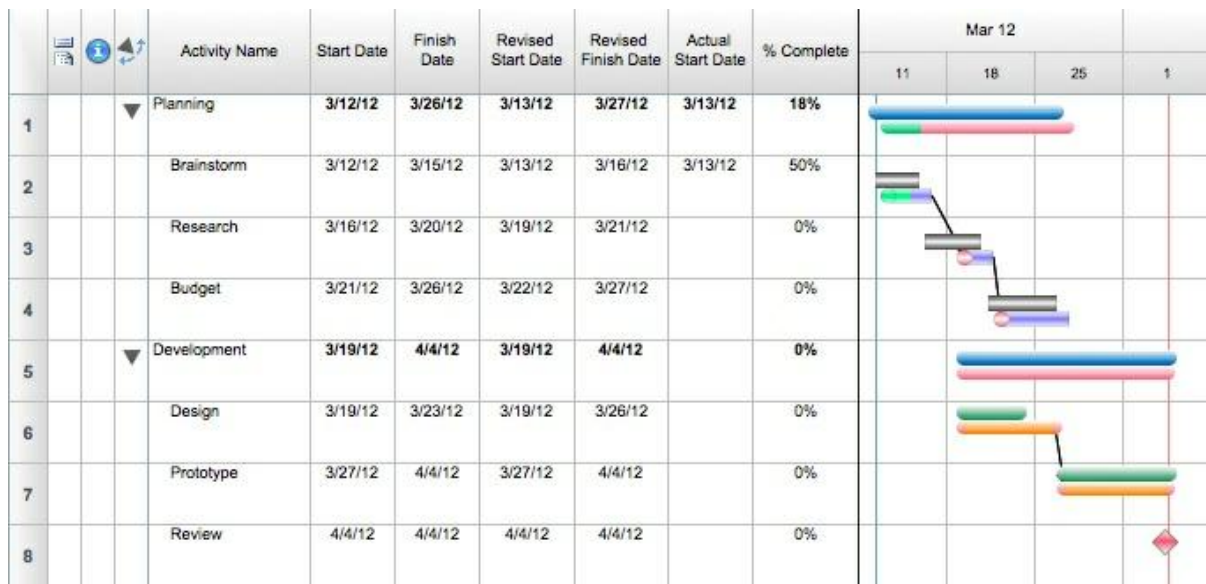 Mar 12
Activity Name Start Date Finish Date Revised Start Date Revised Finish Date Actual Start Date % Complete
11 18 25 1
1 Planning 3/12/12 3/26/12 3/13/12 3/27/12 3/13/12 18%
2 Brainstorm 3/12/12 3/15/12 3/13/12 3/16/12 3/13/12 50%
3 Research 3/16/12 3/20/12 3/19/12 3/21/12 0%
4 Budget 3/21/12 3/26/12 3/22/12 3/27/12 0%
5 Development 3/19/12 4/4/12 3/19/12 4/4/12 0%
6 Design 3/19/12 3/23/12 3/19/12 3/26/12 0%
7 Prototype 3/27/12 4/4/12 3/27/12 4/4/12 0%
8 Review 4/4/12 4/4/12 4/4/12 4/4/12 0%